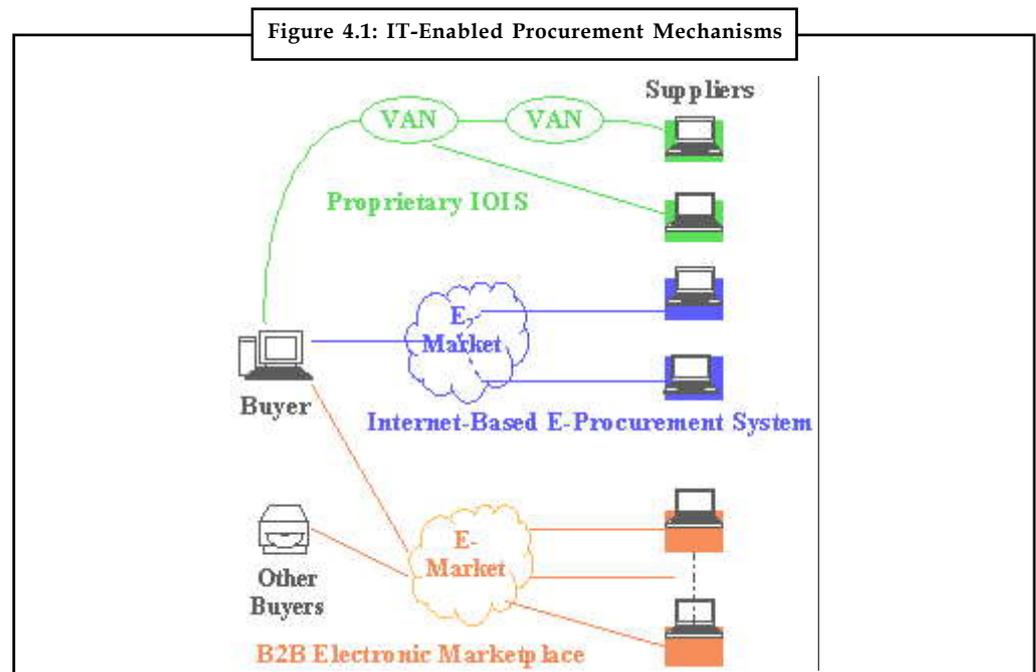 Figure 4.1: IT-Enabled Procurement Mechanisms
Suppliers
VAN
VAN
Proprietary IOIS
E-
Market
Buyer
Internet-Based E-Procurement System
E-
Market
Other
Buyers
B2B Electronic Marketplace